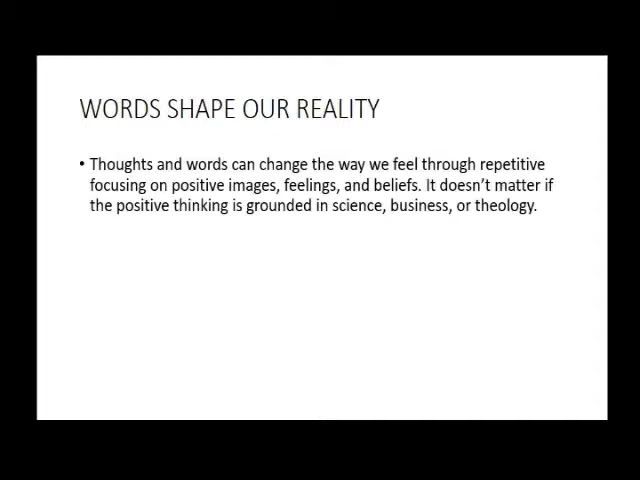 WORDS SHAPE OUR REALITY
• Thoughts and words can change the way we feel through repetitive
focusing on positive images, feelings, and beliefs. It doesn’t matter if
the positive thinking is grounded in science, business, or theology.